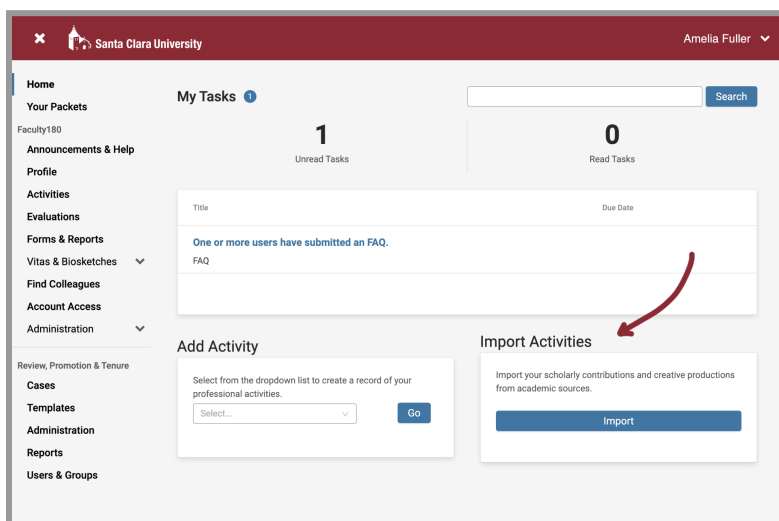 Santa Clara University
Amelia Fuller
Home
Your Packets
Faculty180
Announcements & Help
Profile
Activities
Evaluations
Forms & Reports
Vitas & Biosketches
Find Colleagues
Account Access
Administration
Review, Promotion & Tenure
Cases
Templates
Administration
Reports
Users & Groups
My Tasks 1
Search
1
Unread Tasks
0
Read Tasks
Title
Due Date
One or more users have submitted an FAQ.
FAQ
Add Activity
Select from the dropdown list to create a record of your
professional activities.
Select...
Go
Import Activities
Import your scholarly contributions and creative productions
from academic sources.
Import